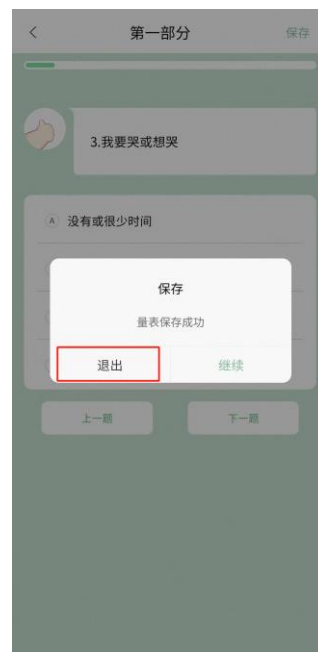 第一部分
保存
3.我要哭或想哭
A 没有或很少时间
保存
量表保存成功
退出
继续
上一题
下一题